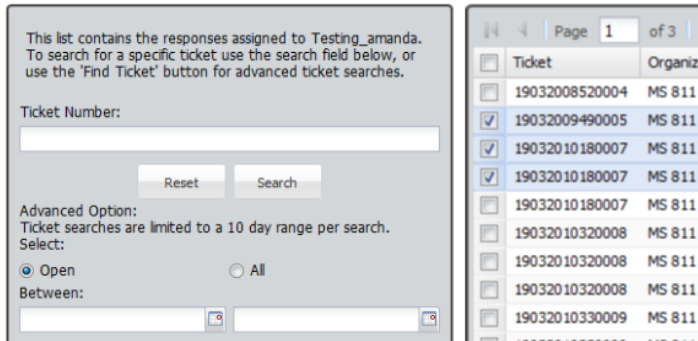 This list contains the responses assigned to Testing_amanda.
To search for a specific ticket use the search field below, or
use the 'Find Ticket' button for advanced ticket searches.
Ticket Number:
Reset Search
Advanced Option:
Ticket searches are limited to a 10 day range per search.
Select:
Open All
Between:
Page 1 of 3
Ticket Organiz
19032008520004 MS 811
19032009490005 MS 811
19032010180007 MS 811
19032010180007 MS 811
19032010180007 MS 811
19032010320008 MS 811
19032010320008 MS 811
19032010320008 MS 811
19032010330009 MS 811